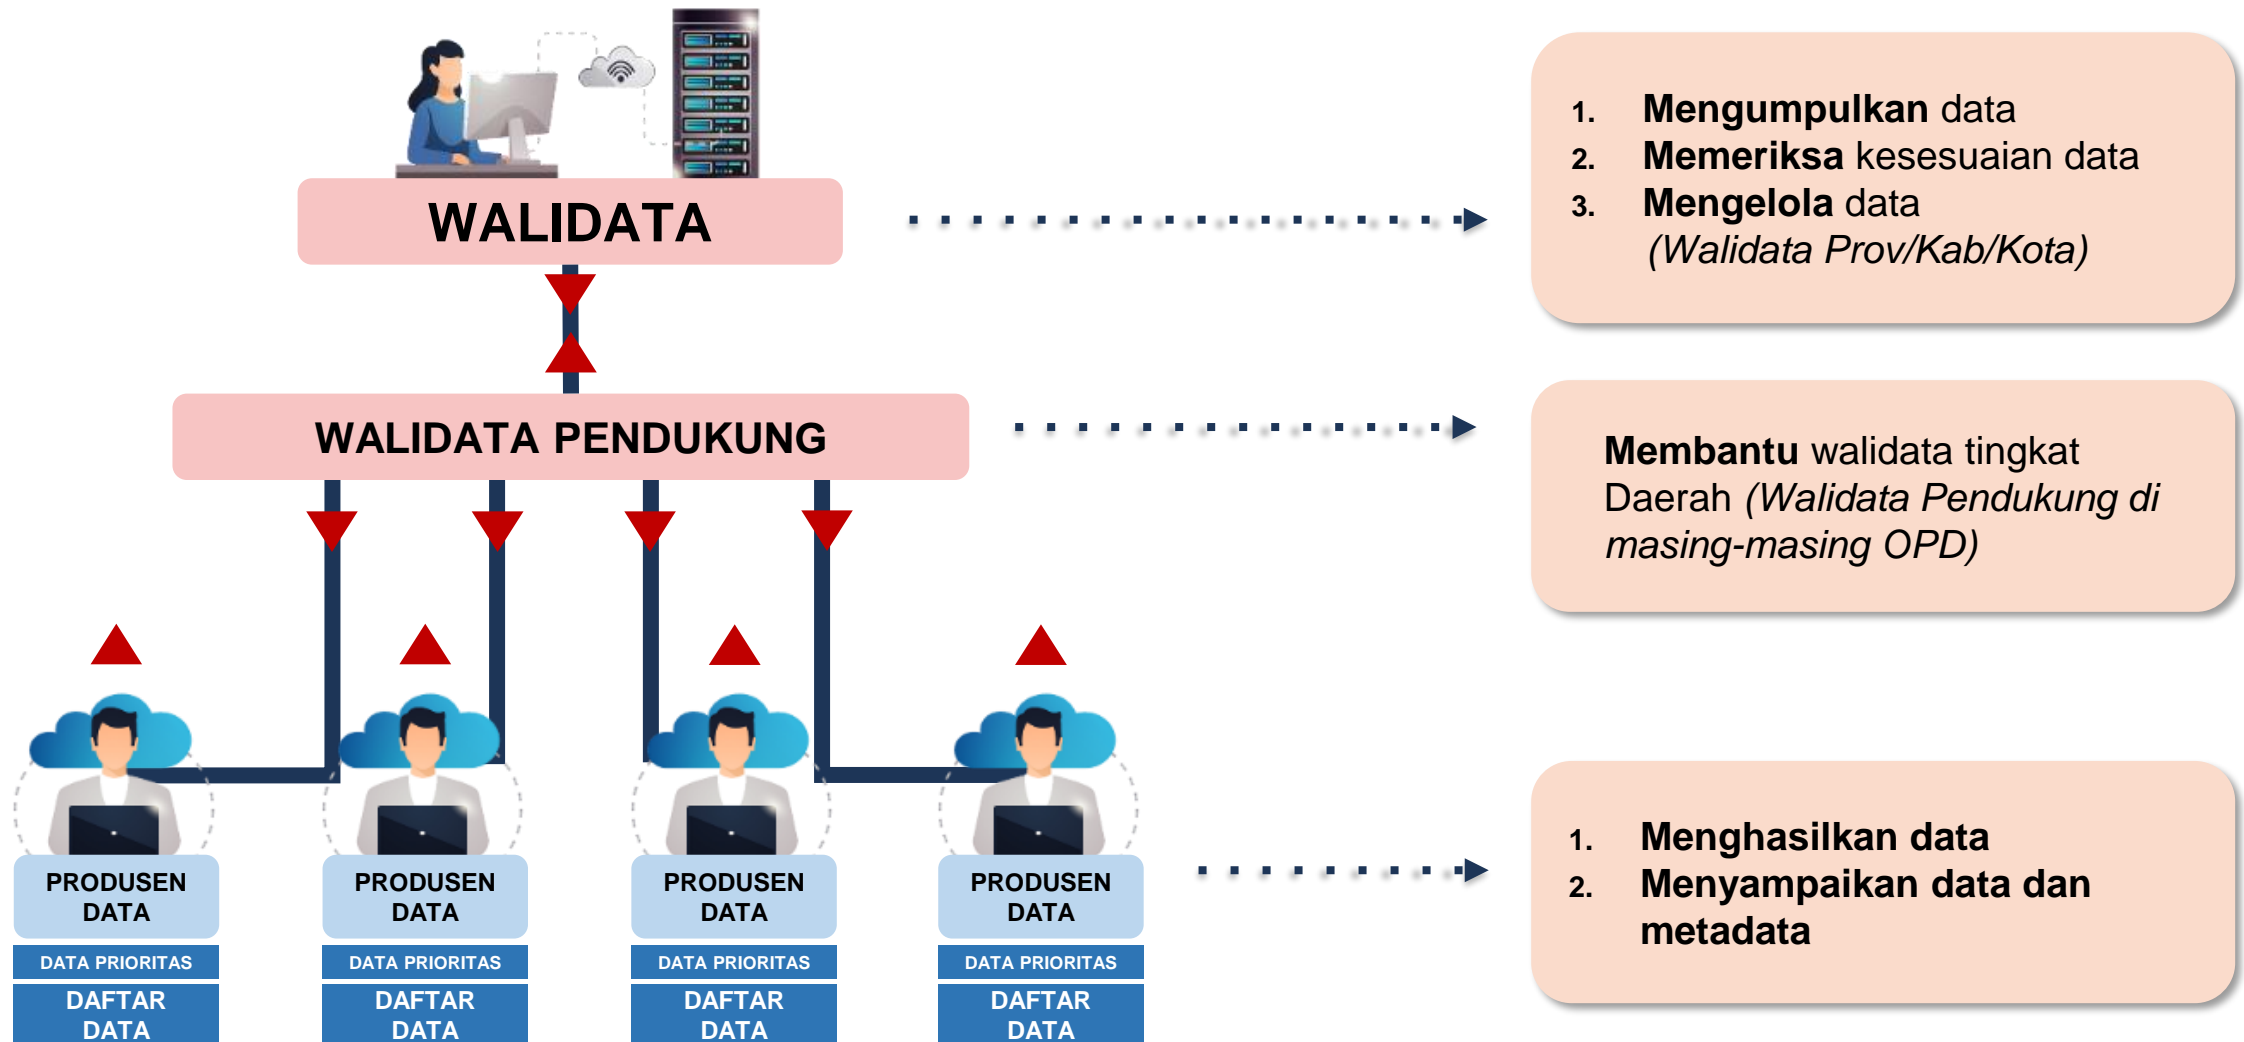 WALIDATA
1. Mengumpulkan data
2. Memeriksa kesesuaian data
3. Mengelola data
(Walidata Prov/Kab/Kota)
WALIDATA PENDUKUNG
Membantu walidata tingkat
Daerah (Walidata Pendukung di
masing-masing OPD)
PRODUSEN
DATA
DATA PRIORITAS
DAFTAR
DATA
PRODUSEN
DATA
DATA PRIORITAS
DAFTAR
DATA
PRODUSEN
DATA
DATA PRIORITAS
DAFTAR
DATA
PRODUSEN
DATA
DATA PRIORITAS
DAFTAR
DATA
1. Menghasilkan data
2. Menyampaikan data dan
metadata